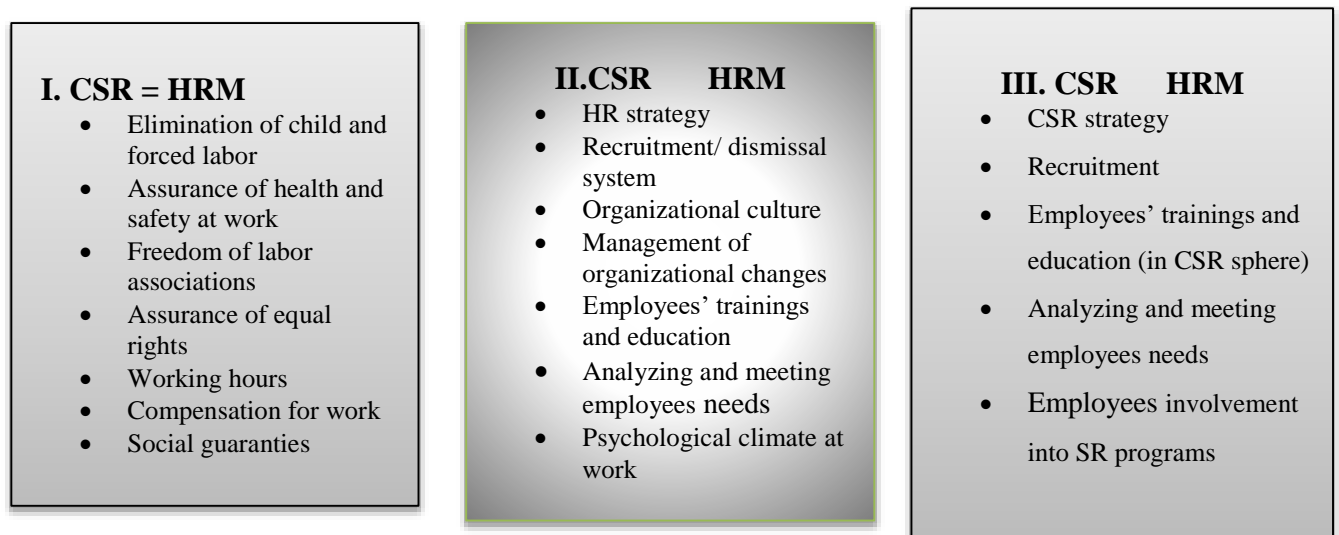 I. CSR = HRM
• Elimination of child and
forced labor
• Assurance of health and
safety at work
• Freedom of labor
associations
• Assurance of equal
rights
• Working hours
• Compensation for work
• Social guaranties
II.CSR HRM
• HR strategy
• Recruitment/ dismissal
system
• Organizational culture
• Management of
organizational changes
• Employees’ trainings
and education
• Analyzing and meeting
employees needs
• Psychological climate at
work
III. CSR HRM
• CSR strategy
• Recruitment
• Employees’ trainings and
education (in CSR sphere)
• Analyzing and meeting
employees needs
• Employees involvement
into SR programs